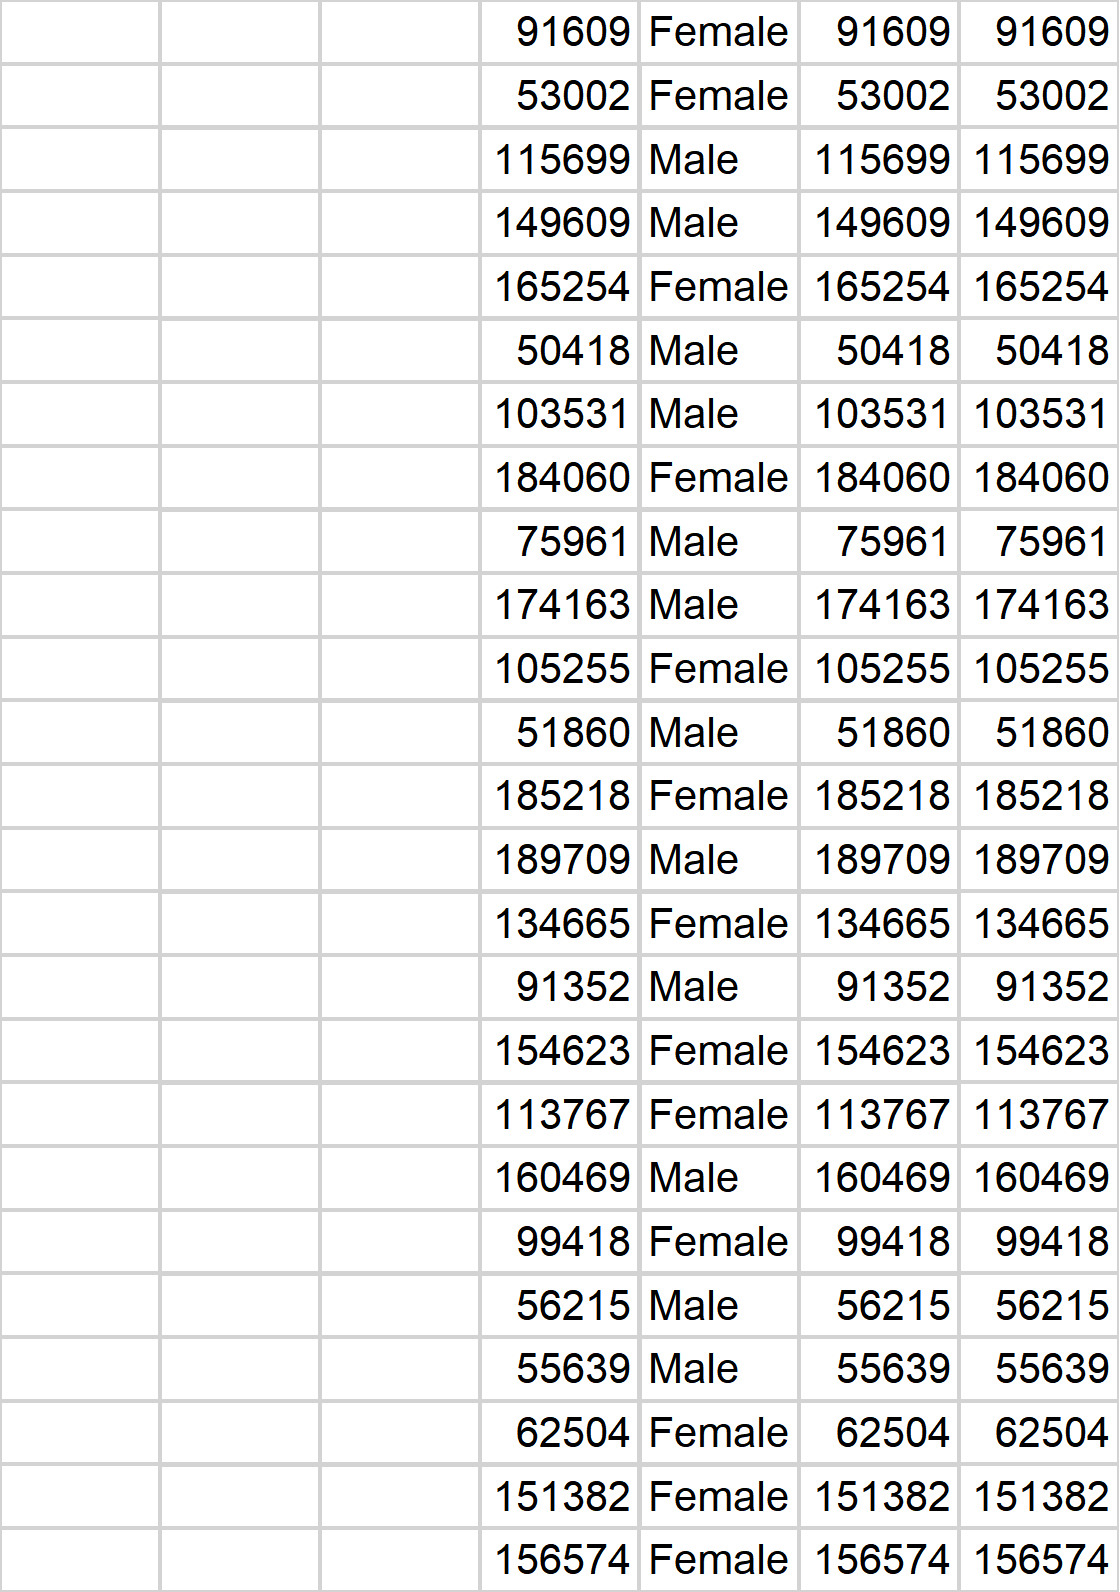 91609 Female 91609 91609
53002 Female 53002 53002
115699 Male 115699 115699
149609 Male 149609 149609
165254 Female 165254 165254
50418 Male 50418 50418
103531 Male 103531 103531
184060 Female 184060 184060
75961 Male 75961 75961
174163 Male 174163 174163
105255 Female 105255 105255
51860 Male 51860 51860
185218 Female 185218 185218
189709 Male 189709 189709
134665 Female 134665 134665
91352 Male 91352 91352
154623 Female 154623 154623
113767 Female 113767 113767
160469 Male 160469 160469
99418 Female 99418 99418
56215 Male 56215 56215
55639 Male 55639 55639
62504 Female 62504 62504
151382 Female 151382 151382
156574 Female 156574 156574